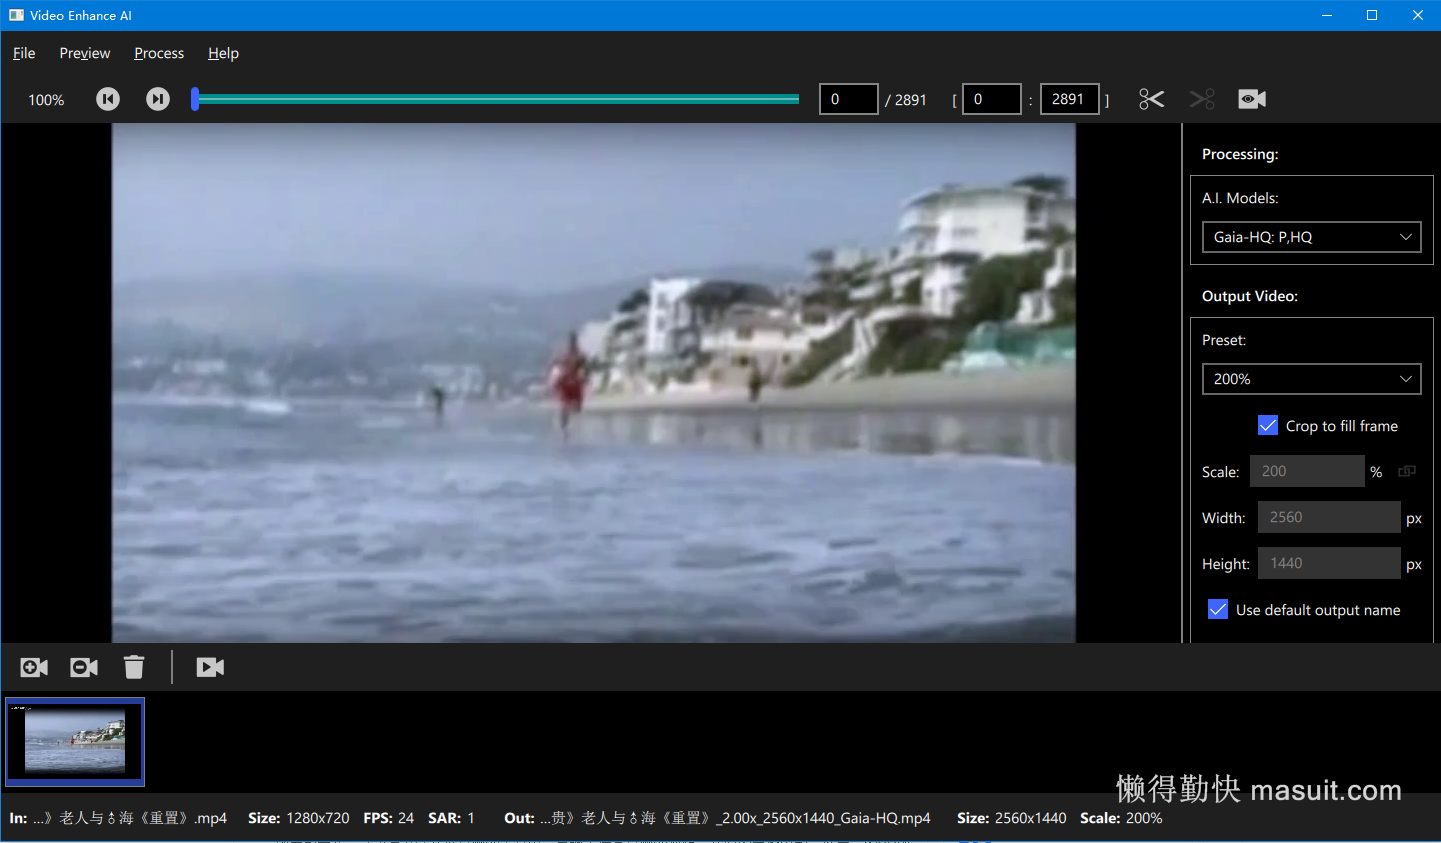 Video Enhance AI
File Preview Process Help
100% 0 / 2891 [ 0 : 2891 ]
Processing:
A.I. Models:
Gaia-HQ: P,HQ
Output Video:
Preset:
200%
Crop to fill frame
Scale: 200 %
Width: 2560 px
Height: 1440 px
Use default output name
懒得勤快 masuit.com
In: ...》老人与♂海《重置》.mp4 Size: 1280x720 FPS: 24 SAR: 1 Out: ...贵》老人与♂海《重置》_2.00x_2560x1440_Gaia-HQ.mp4 Size: 2560x1440 Scale: 200%